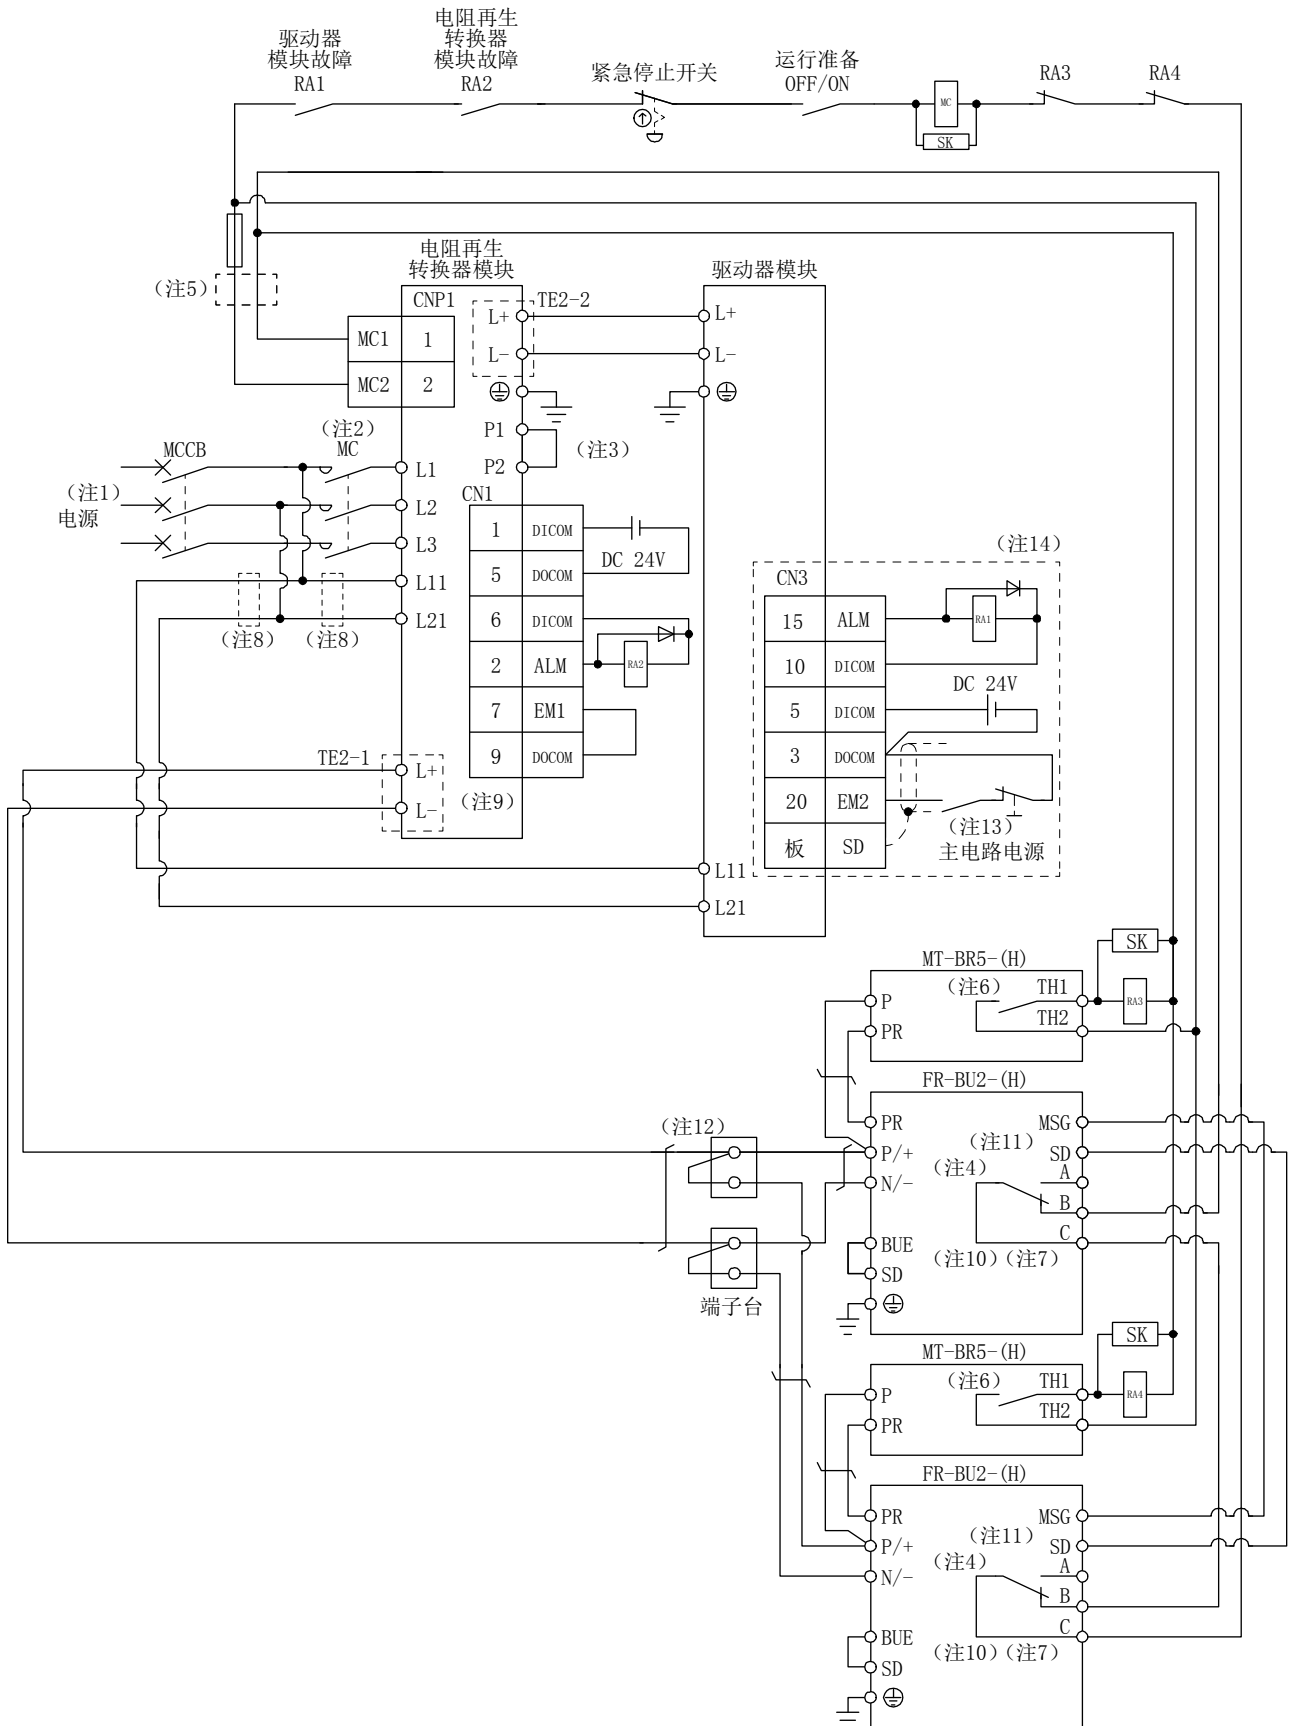 驱动器
模块故障
RA1
电阻再生
转换器
模块故障
RA2
紧急停止开关
运行准备
OFF/ON
MC
SK
RA3
RA4
(注5)
电阻再生
转换器模块
CNP1
MC1 1
MC2 2
TE2-2
L+
L-
驱动器模块
L+
L-
P1
P2
(注3)
(注2)
MC
MCCB
(注1)
电源
L1
L2
L3
L11
L21
(注8)
(注8)
CN1
1 DICOM
5 DOCOM
6 DICOM
2 ALM
7 EM1
9 DOCOM
DC 24V
RA2
TE2-1
L+
L-
(注9)
(注14)
CN3
15 ALM
10 DICOM
5 DICOM
3 DOCOM
20 EM2
板 SD
RA1
DC 24V
(注13)
主电路电源
L11
L21
MT-BR5-(H)
P
PR
(注6)
TH1
TH2
SK
RA3
FR-BU2-(H)
PR
P/+
N/-
BUE
SD
MSG
(注11)
SD
(注4)
A
B
C
(注10)(注7)
(注12)
端子台
MT-BR5-(H)
P
PR
(注6)
TH1
TH2
SK
RA4
FR-BU2-(H)
PR
P/+
N/-
BUE
SD
MSG
(注11)
SD
(注4)
A
B
C
(注10)(注7)